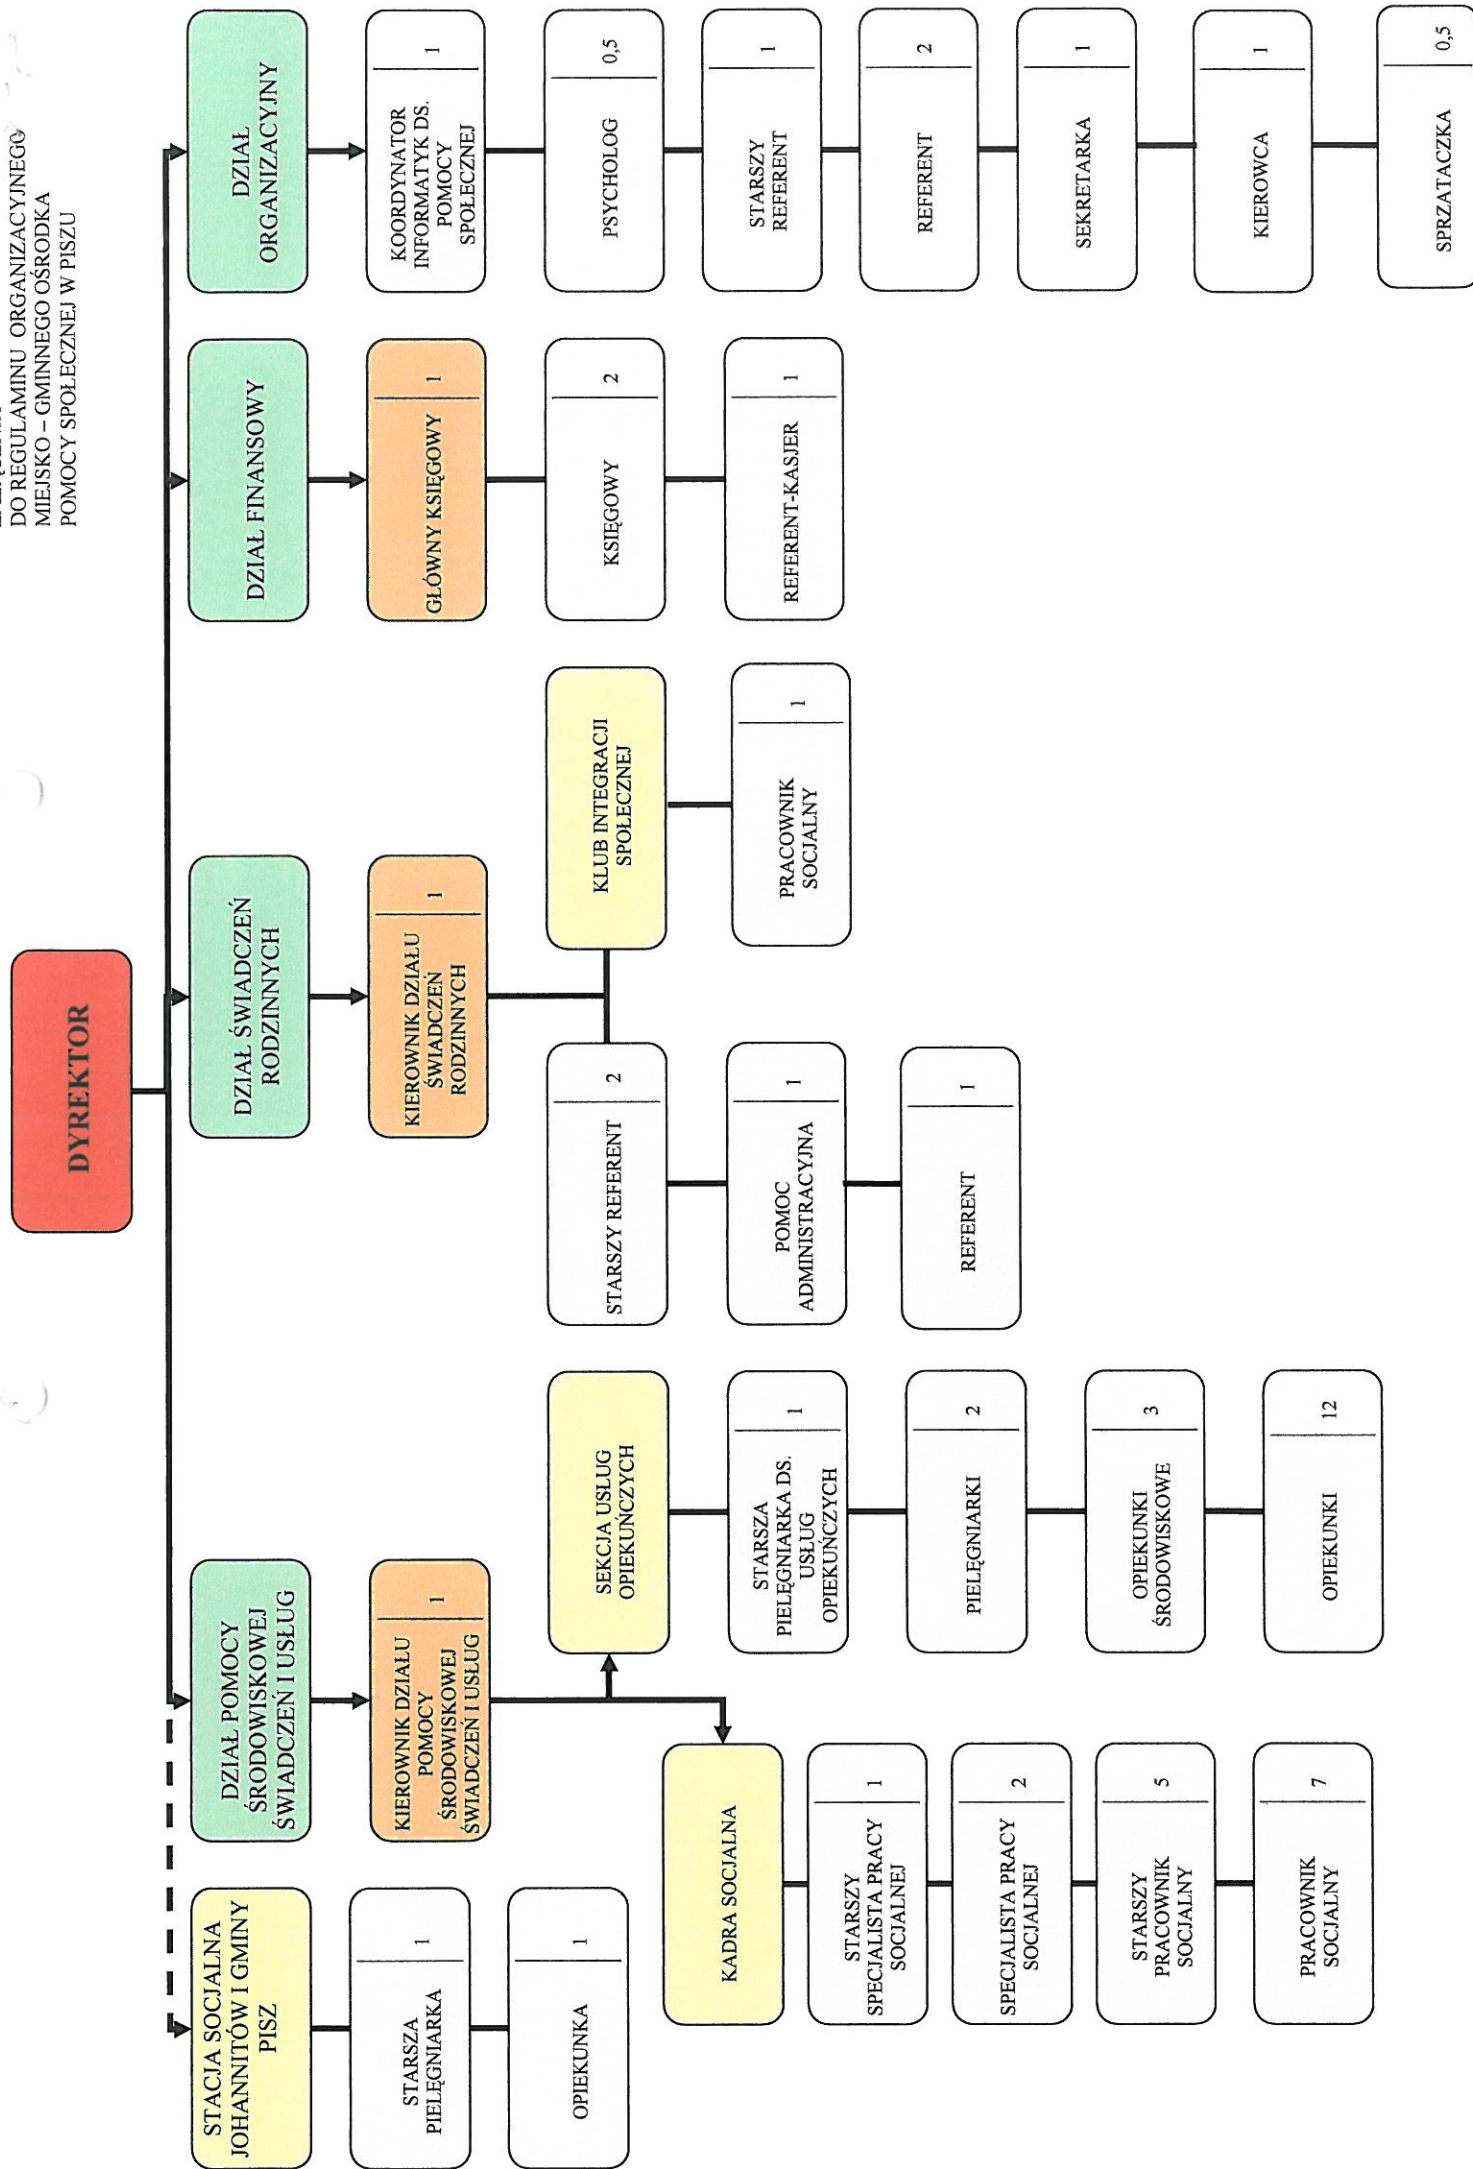 DO REGULAMINU ORGANIZACYJNEGO
MIEJSKO – GMINNEGO OŚRODKA
POMOCY SPOŁECZNEJ W PISZU
DYREKTOR
STACJA SOCJALNA
JOHANNITÓW I GMINY
PISZ
STARSZA
PIELĘGNIARKA
1
OPIEKUNKA
1
DZIAŁ POMOCY
ŚRODOWISKOWEJ
ŚWIADCZEŃ I USŁUG
KIEROWNIK DZIAŁU
POMOCY
ŚRODOWISKOWEJ
ŚWIADCZEŃ I USŁUG
1
KADRA SOCJALNA
STARSZY
SPECJALISTA PRACY
SOCJALNEJ
1
SPECJALISTA PRACY
SOCJALNEJ
2
STARSZY
PRACOWNIK
SOCJALNY
5
PRACOWNIK
SOCJALNY
7
SEKCJA USŁUG
OPIEKUŃCZYCH
STARSZA
PIELĘGNIARKA DS.
USŁUG
OPIEKUŃCZYCH
1
PIELĘGNIARKI
2
OPIEKUNKI
ŚRODOWISKOWE
3
OPIEKUNKI
12
DZIAŁ ŚWIADCZEŃ
RODZINNYCH
KIEROWNIK DZIAŁU
ŚWIADCZEŃ
RODZINNYCH
1
STARSZY REFERENT
2
POMOC
ADMINISTRACYJNA
1
REFERENT
1
KLUB INTEGRACJI
SPOŁECZNEJ
PRACOWNIK
SOCJALNY
1
DZIAŁ FINANSOWY
GŁÓWNY KSIĘGOWY
1
KSIĘGOWY
2
REFERENT-KASJER
1
DZIAŁ
ORGANIZACYJNY
KOORDYNATOR
INFORMATYK DS.
POMOCY
SPOŁECZNEJ
1
PSYCHOLOG
0,5
STARSZY
REFERENT
1
REFERENT
2
SEKRETARKA
1
KIEROWCA
1
SPRZATACZKA
0,5